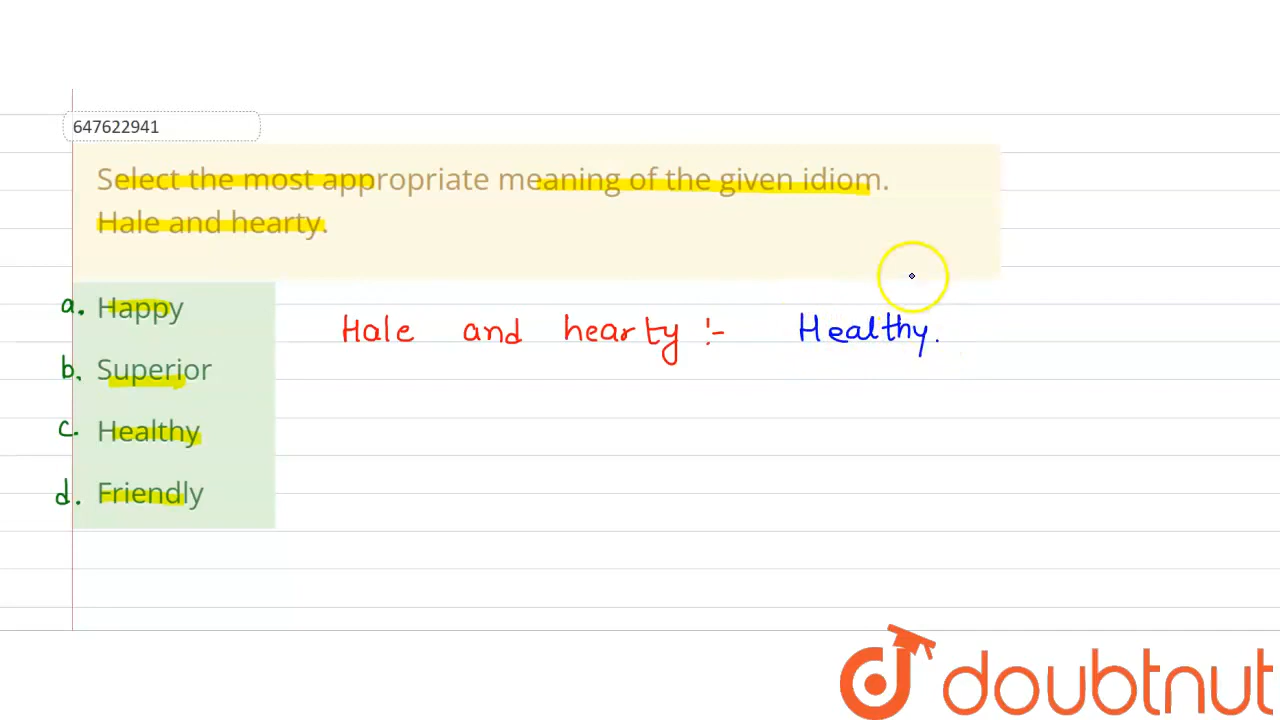 647622941
Select the most appropriate meaning of the given idiom.
Hale and hearty.
a. Happy
Hale and hearty :- Healthy.
b. Superior
c. Healthy
d. Friendly
doubtnut